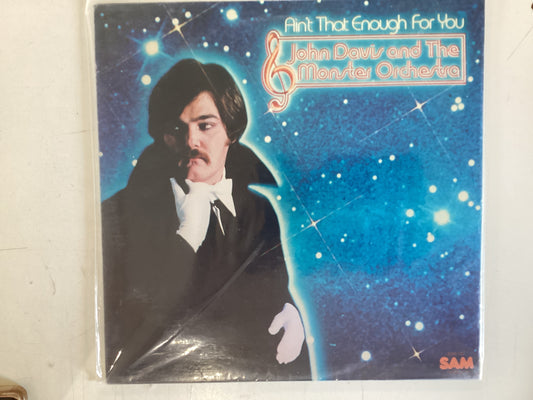 Ain't That Enough For You
John Davis and The
Monster Orchestra
SAM